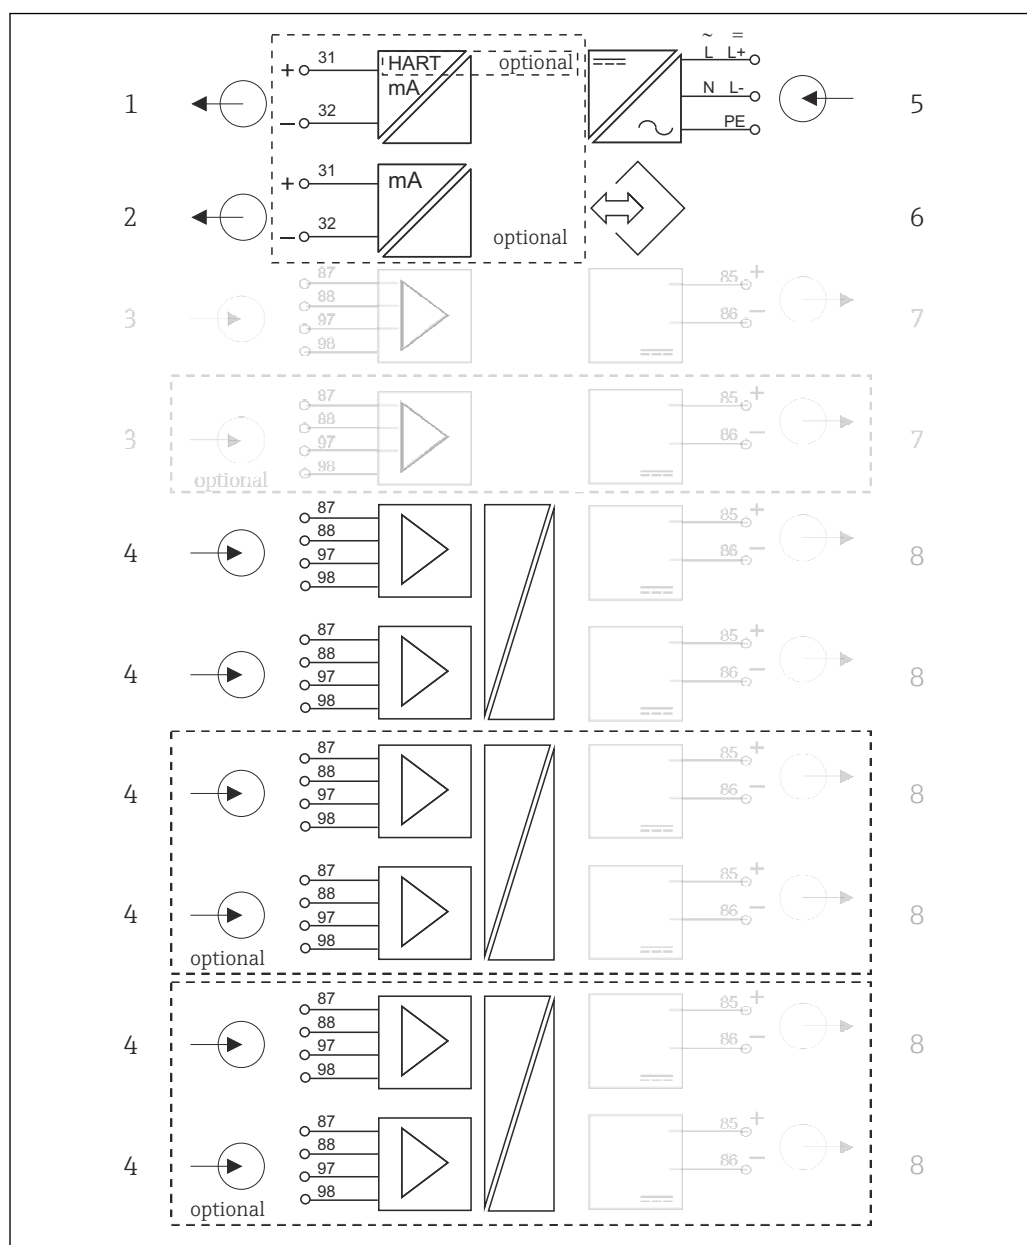 ~ =
31 HART optional L L+
+ mA
1 32 N L- 5
− PE
31
+ mA
2 32 6
− optional
87 85 +
88
3 97 86 − 7
98
87 85 +
88
3 97 86 − 7
98
optional
87 85 +
88
4 97 86 − 8
98
87 85 +
88
4 97 86 − 8
98
87 85 +
88
4 97 86 − 8
98
87 85 +
88
4 97 86 − 8
98
optional
87 85 +
88
4 97 86 − 8
98
87 85 +
88
4 97 86 − 8
98
optional